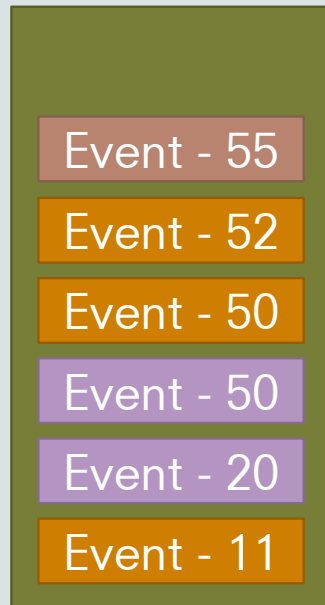 Event - 55
Event - 52
Event - 50
Event - 50
Event - 20
Event - 11